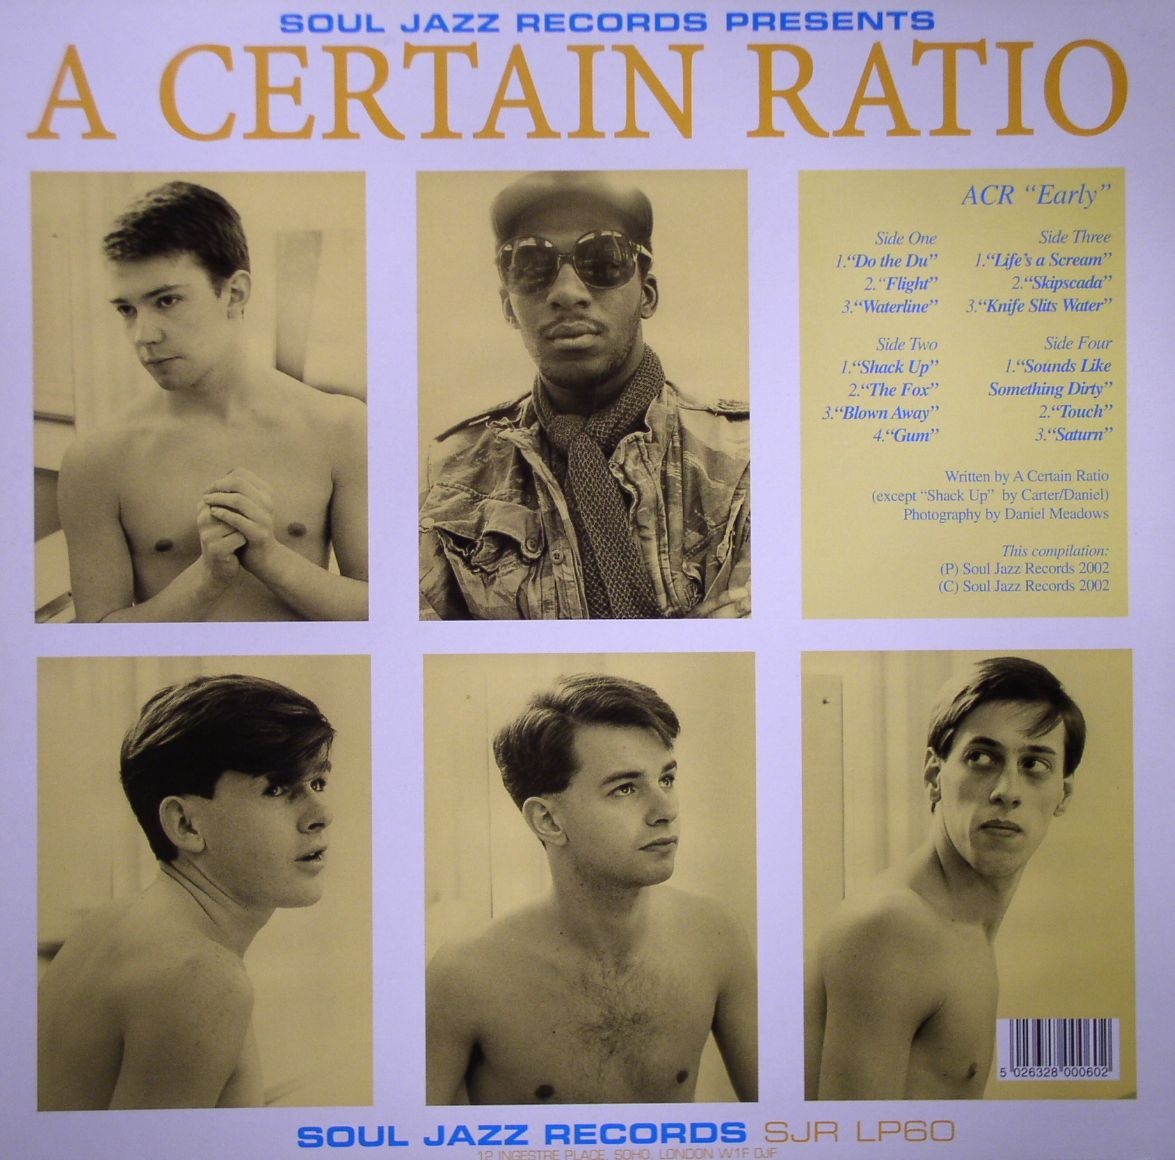 SOUL JAZZ RECORDS PRESENTS
A CERTAIN RATIO
ACR “Early”
Side One
1.“Do the Du”
2.“Flight”
3.“Waterline”
Side Two
1.“Shack Up”
2.“The Fox”
3.“Blown Away”
4.“Gum”
Side Three
1.“Life’s a Scream”
2.“Skipscada”
3.“Knife Slits Water”
Side Four
1.“Sounds Like
Something Dirty”
2.“Touch”
3.“Saturn”
Written by A Certain Ratio
(except “Shack Up” by Carter/Daniel)
Photography by Daniel Meadows
This compilation:
(P) Soul Jazz Records 2002
(C) Soul Jazz Records 2002
5 026328 000602
SOUL JAZZ RECORDS SJR LP60
12 INGESTRE PLACE, SOHO, LONDON W1F 0JF